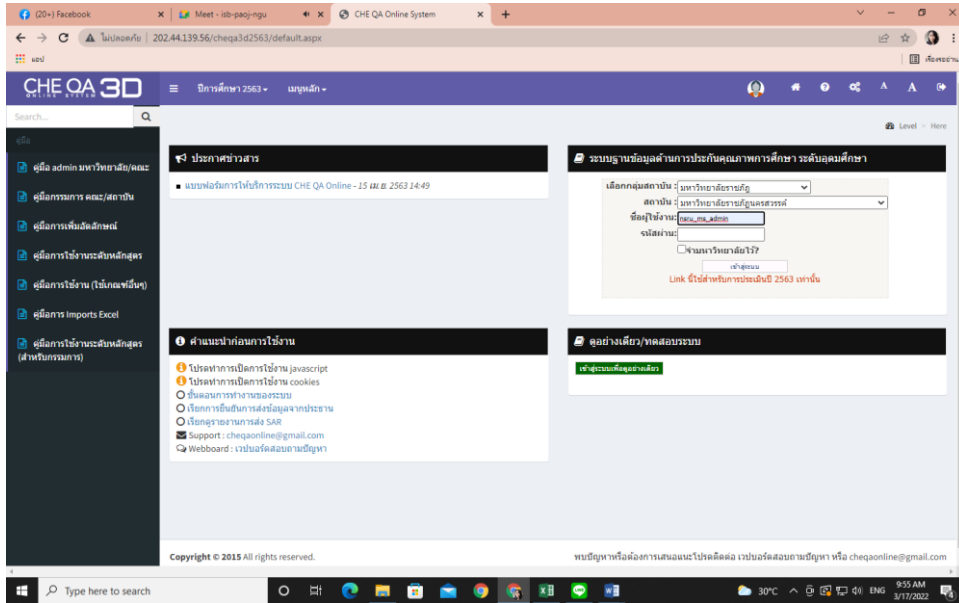 (20+) Facebook
Meet - isb-paoj-ngu
CHE QA Online System
ไม่ปลอดภัย | 202.44.139.56/cheqa3d2563/default.aspx
แอป
CHE QA 3D
ONLINE SYSTEM
ปีการศึกษา 2563
เมนูหลัก
A
A
Search...
คู่มือ
Level
Here
คู่มือ admin มหาวิทยาลัย/คณะ
คู่มือกรรมการ คณะ/สถาบัน
คู่มือการเพิ่มอัตลักษณ์
คู่มือการใช้งานระดับหลักสูตร
คู่มือการใช้งาน (ใช้เกณฑ์อื่นๆ)
คู่มือการ Imports Excel
คู่มือการใช้งานระดับหลักสูตร
(สำหรับกรรมการ)
ประกาศข่าวสาร
แบบฟอร์มการให้บริการระบบ CHE QA Online - 15 เม.ย. 2563 14:49
ระบบฐานข้อมูลด้านการประกันคุณภาพการศึกษา ระดับอุดมศึกษา
เลือกกลุ่มสถาบัน : มหาวิทยาลัยราชภัฏ
สถาบัน : มหาวิทยาลัยราชภัฏนครสวรรค์
ชื่อผู้ใช้งาน: nsru_ms_admin
รหัสผ่าน:
จำมหาวิทยาลัยไว้?
เข้าสู่ระบบ
Link นี้ใช้สำหรับการประเมินปี 2563 เท่านั้น
คำแนะนำก่อนการใช้งาน
โปรดทำการเปิดการใช้งาน javascript
โปรดทำการเปิดการใช้งาน cookies
ขั้นตอนการทำงานของระบบ
เรียกการยืนยันการส่งข้อมูลจากประธาน
เรียกดูรายงานการส่ง SAR
Support : cheqaonline@gmail.com
Webboard : เวปบอร์ดสอบถามปัญหา
ดูอย่างเดียว/ทดสอบระบบ
เข้าสู่ระบบเพื่อดูอย่างเดียว
Copyright © 2015 All rights reserved.
พบปัญหาหรือต้องการเสนอแนะโปรดติดต่อ เวปบอร์ดสอบถามปัญหา หรือ cheqaonline@gmail.com
Type here to search
30°C
ENG
9:55 AM
3/17/2022